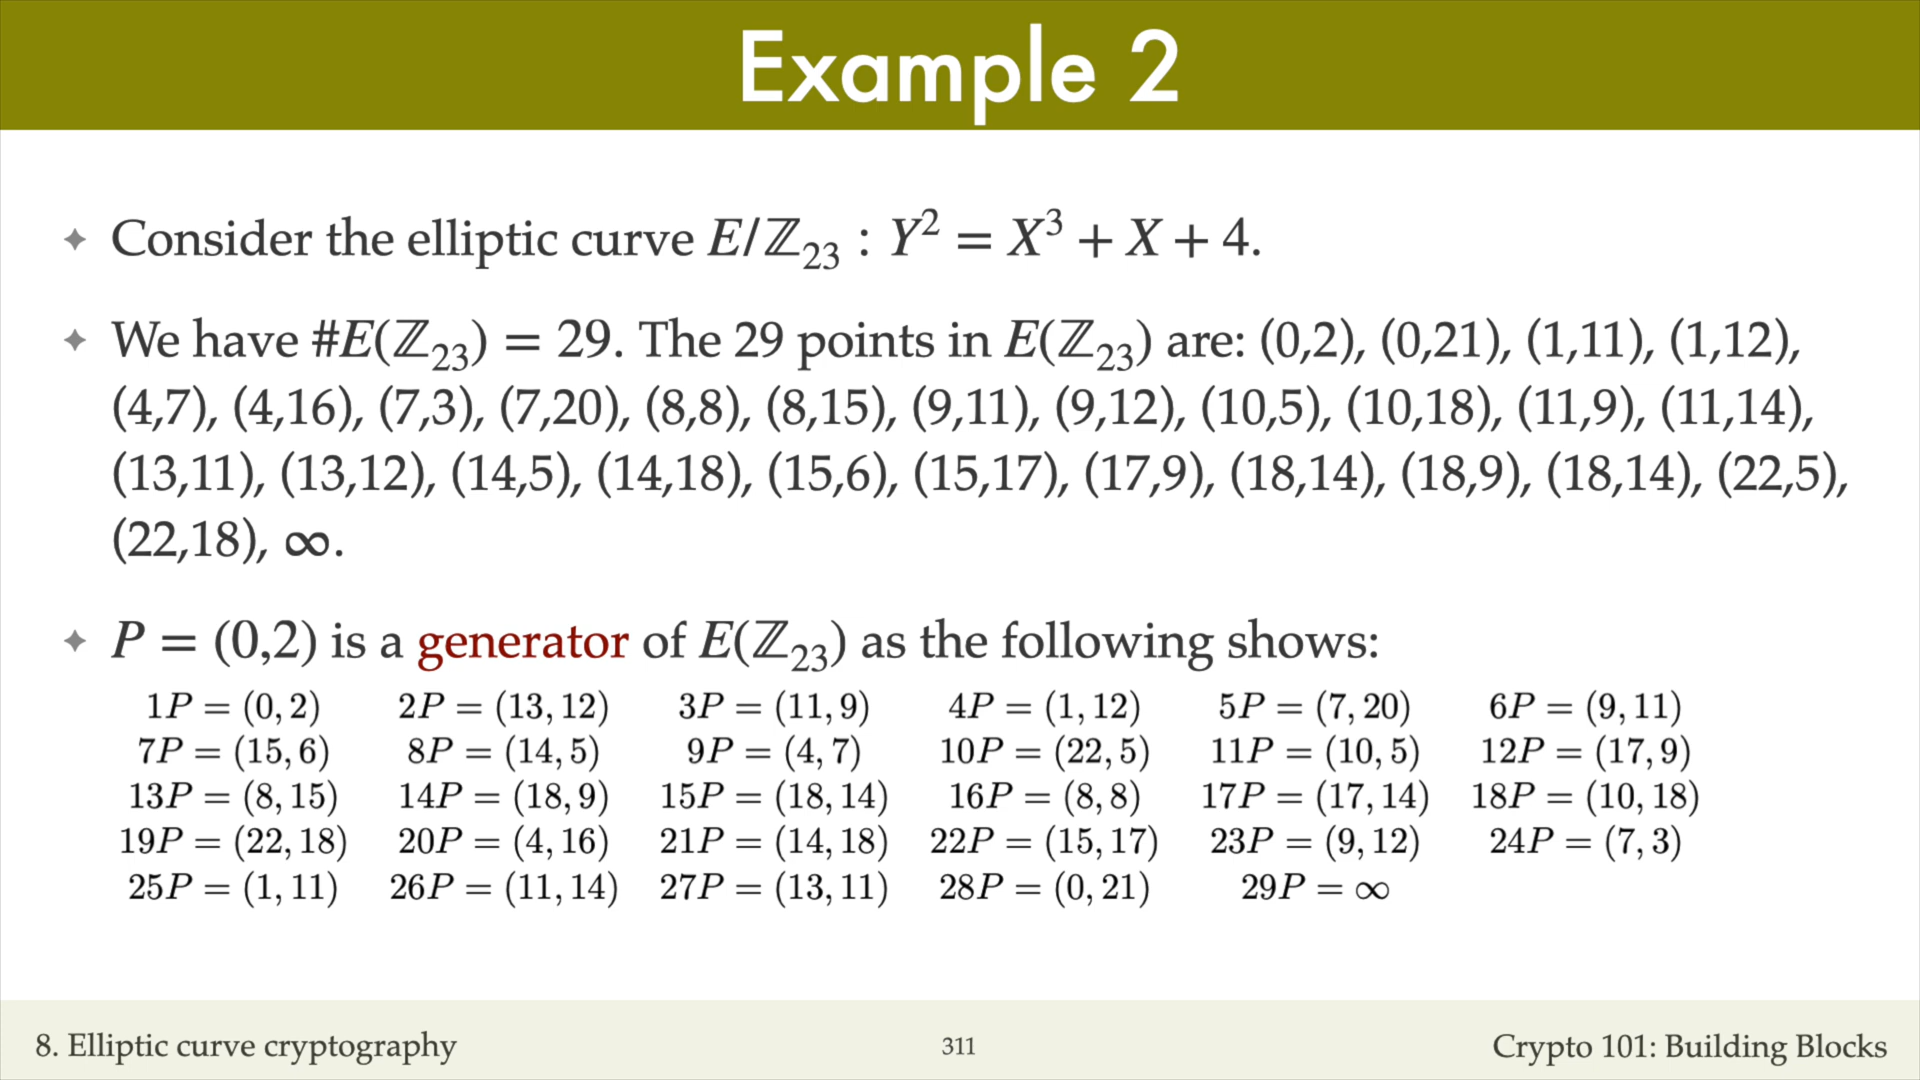 Example 2
✦ Consider the elliptic curve E/ℤ₂₃ : Y² = X³ + X + 4.
✦ We have #E(ℤ₂₃) = 29. The 29 points in E(ℤ₂₃) are: (0,2), (0,21), (1,11), (1,12),
(4,7), (4,16), (7,3), (7,20), (8,8), (8,15), (9,11), (9,12), (10,5), (10,18), (11,9), (11,14),
(13,11), (13,12), (14,5), (14,18), (15,6), (15,17), (17,9), (18,14), (18,9), (18,14), (22,5),
(22,18), ∞.
✦ P = (0,2) is a generator of E(ℤ₂₃) as the following shows:
1P = (0, 2) 2P = (13, 12) 3P = (11, 9) 4P = (1, 12) 5P = (7, 20) 6P = (9, 11)
7P = (15, 6) 8P = (14, 5) 9P = (4, 7) 10P = (22, 5) 11P = (10, 5) 12P = (17, 9)
13P = (8, 15) 14P = (18, 9) 15P = (18, 14) 16P = (8, 8) 17P = (17, 14) 18P = (10, 18)
19P = (22, 18) 20P = (4, 16) 21P = (14, 18) 22P = (15, 17) 23P = (9, 12) 24P = (7, 3)
25P = (1, 11) 26P = (11, 14) 27P = (13, 11) 28P = (0, 21) 29P = ∞
8. Elliptic curve cryptography 311 Crypto 101: Building Blocks